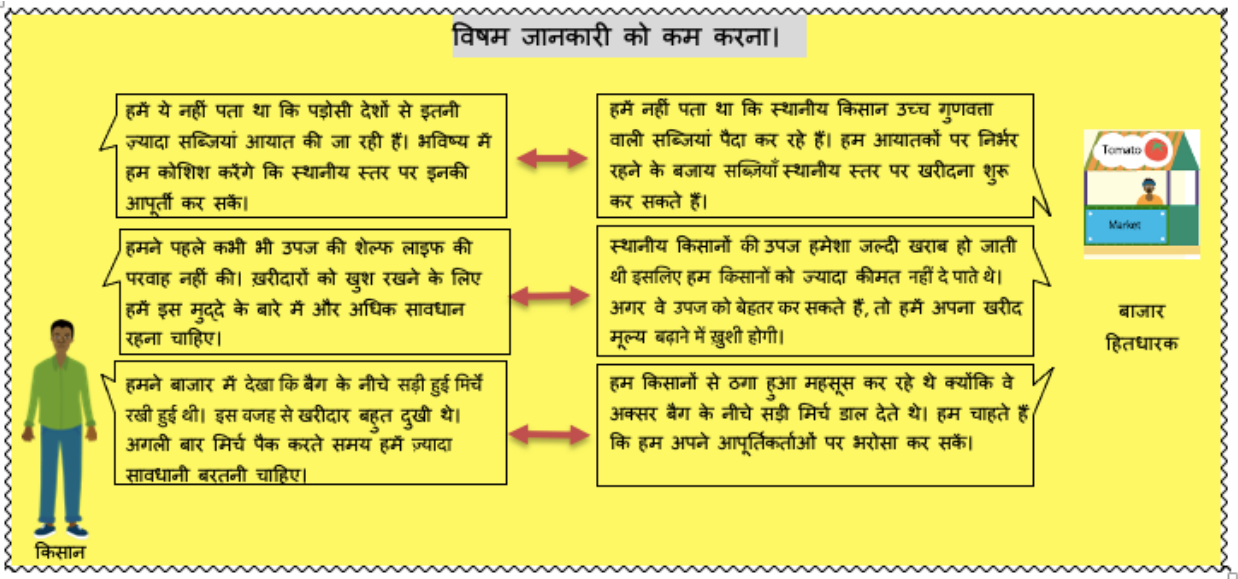 विषम जानकारी को कम करना।
हमें ये नहीं पता था कि पड़ोसी देशों से इतनी
ज़्यादा सब्जियां आयात की जा रही हैं। भविष्य में
हम कोशिश करेंगे कि स्थानीय स्तर पर इनकी
आपूर्ती कर सकें।
हमें नहीं पता था कि स्थानीय किसान उच्च गुणवत्ता
वाली सब्जियां पैदा कर रहे हैं। हम आयातकों पर निर्भर
रहने के बजाय सब्ज़ियाँ स्थानीय स्तर पर खरीदना शुरू
कर सकते हैं।
Tomato
Market
हमने पहले कभी भी उपज की शेल्फ लाइफ की
परवाह नहीं की। ख़रीदारों को खुश रखने के लिए
हमें इस मुद्दे के बारे में और अधिक सावधान
रहना चाहिए।
स्थानीय किसानों की उपज हमेशा जल्दी खराब हो जाती
थी इसलिए हम किसानों को ज्यादा कीमत नहीं दे पाते थे।
अगर वे उपज को बेहतर कर सकते हैं, तो हमें अपना खरीद
मूल्य बढ़ाने में ख़ुशी होगी।
बाजार
हितधारक
हमने बाजार में देखा कि बैग के नीचे सड़ी हुई मिर्चें
रखी हुई थी। इस वजह से खरीदार बहुत दुखी थे।
अगली बार मिर्च पैक करते समय हमें ज़्यादा
सावधानी बरतनी चाहिए।
हम किसानों से ठगा हुआ महसूस कर रहे थे क्योंकि वे
अक्सर बैग के नीचे सड़ी मिर्च डाल देते थे। हम चाहते हैं
कि हम अपने आपूर्तिकर्ताओं पर भरोसा कर सकें।
किसान